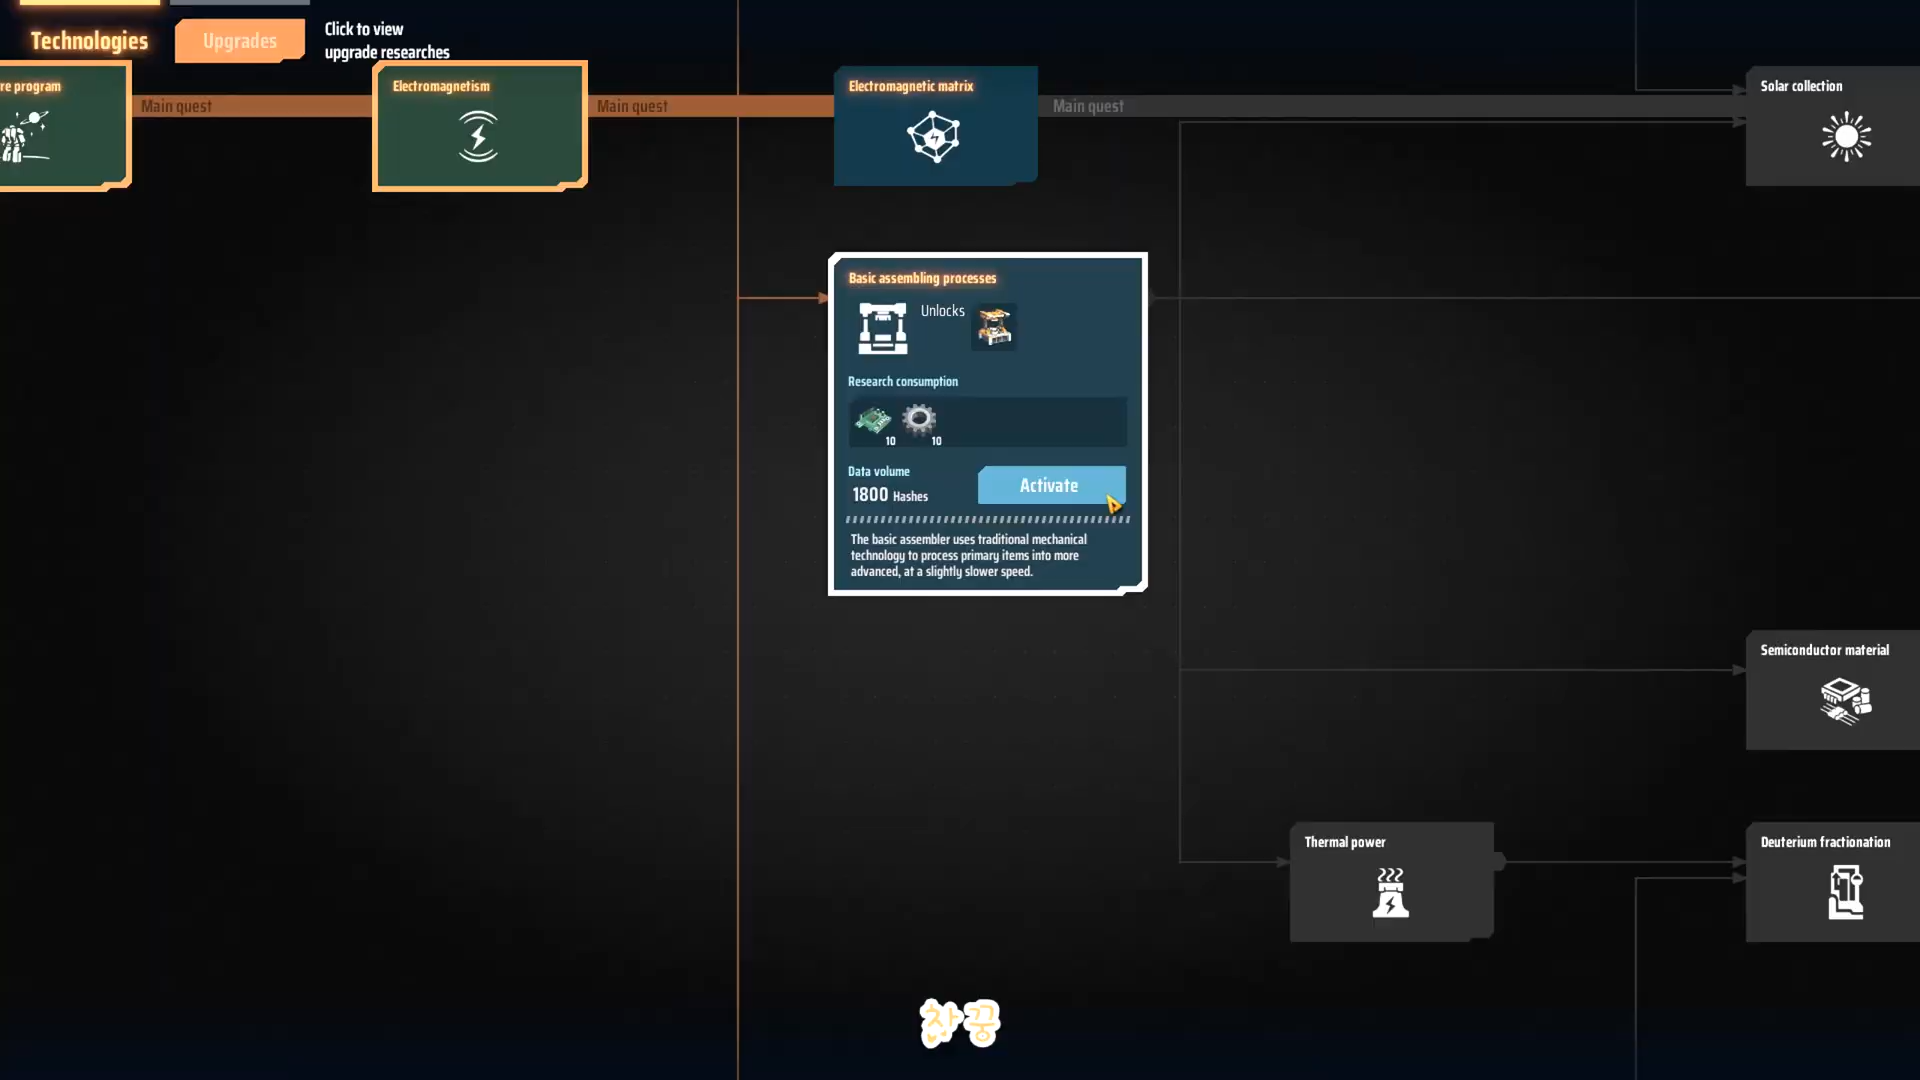 Technologies
Upgrades
Click to view
upgrade researches
re program
Main quest
Electromagnetism
Main quest
Electromagnetic matrix
Main quest
Solar collection
Basic assembling processes
Unlocks
Research consumption
10
10
Data volume
1800 Hashes
Activate
The basic assembler uses traditional mechanical
technology to process primary items into more
advanced, at a slightly slower speed.
Semiconductor material
Thermal power
Deuterium fractionation
찬꿍